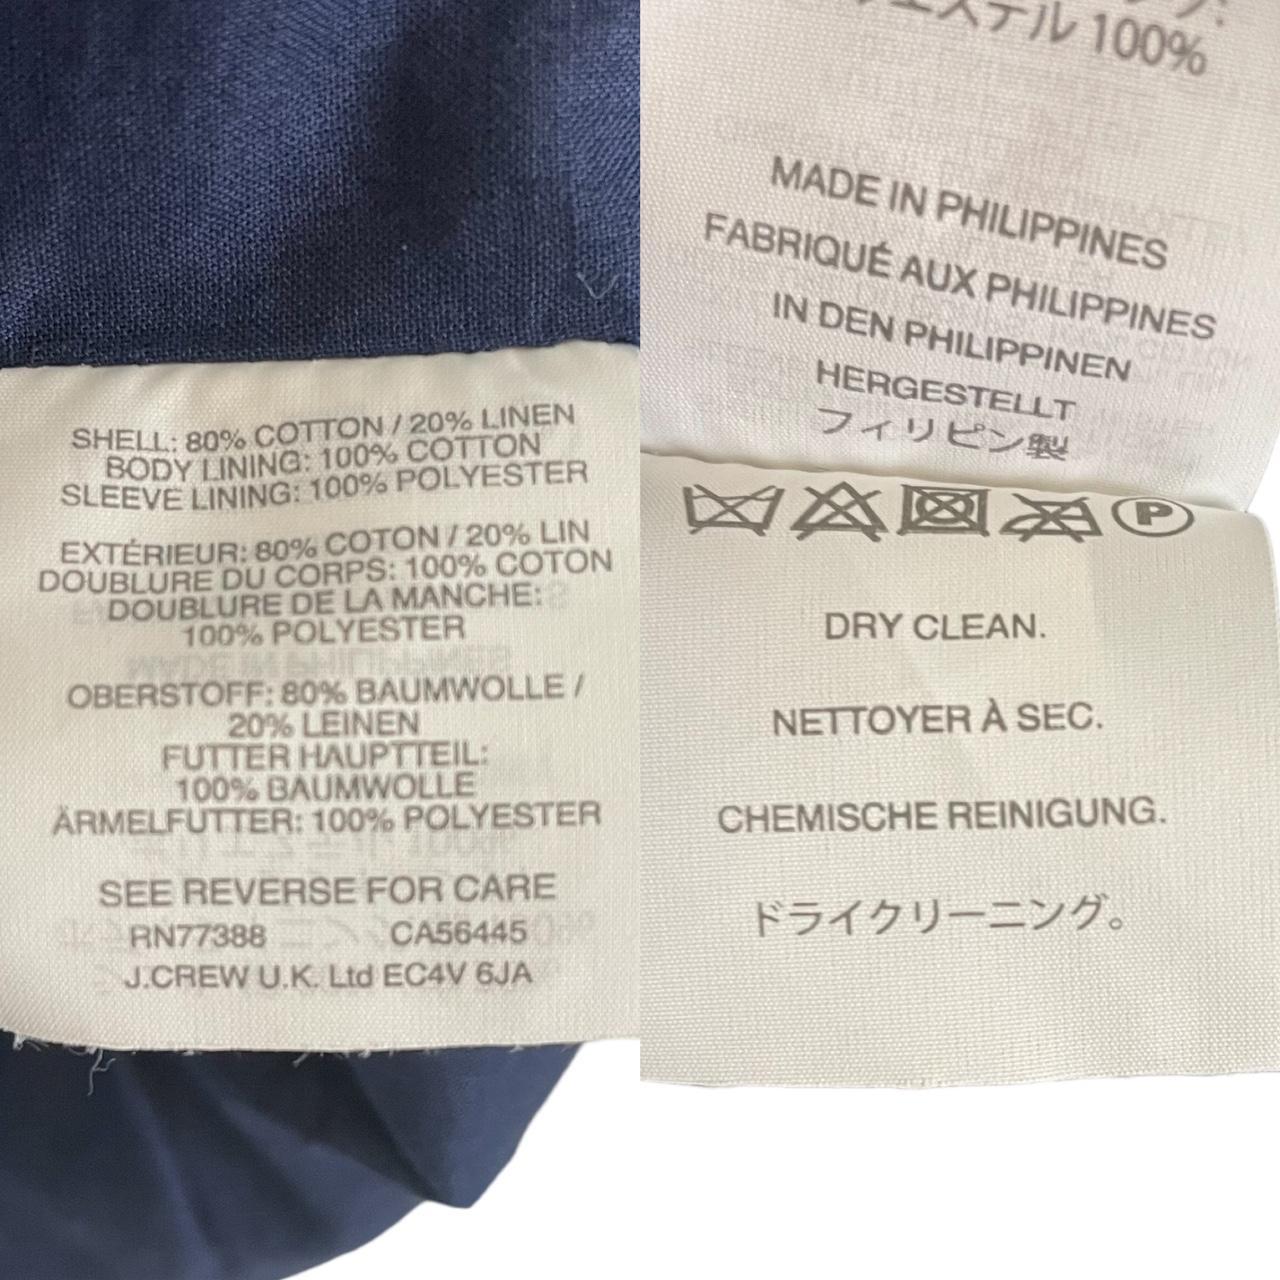 SHELL: 80% COTTON / 20% LINEN
BODY LINING: 100% COTTON
SLEEVE LINING: 100% POLYESTER
EXTÉRIEUR: 80% COTON / 20% LIN
DOUBLURE DU CORPS: 100% COTON
DOUBLURE DE LA MANCHE:
100% POLYESTER
OBERSTOFF: 80% BAUMWOLLE /
20% LEINEN
FUTTER HAUPTTEIL:
100% BAUMWOLLE
ÄRMELFUTTER: 100% POLYESTER
SEE REVERSE FOR CARE
RN77388 CA56445
J.CREW U.K. Ltd EC4V 6JA
エステル 100%
MADE IN PHILIPPINES
FABRIQUÉ AUX PHILIPPINES
IN DEN PHILIPPINEN
HERGESTELLT
フィリピン製
P
DRY CLEAN.
NETTOYER À SEC.
CHEMISCHE REINIGUNG.
ドライクリーニング。